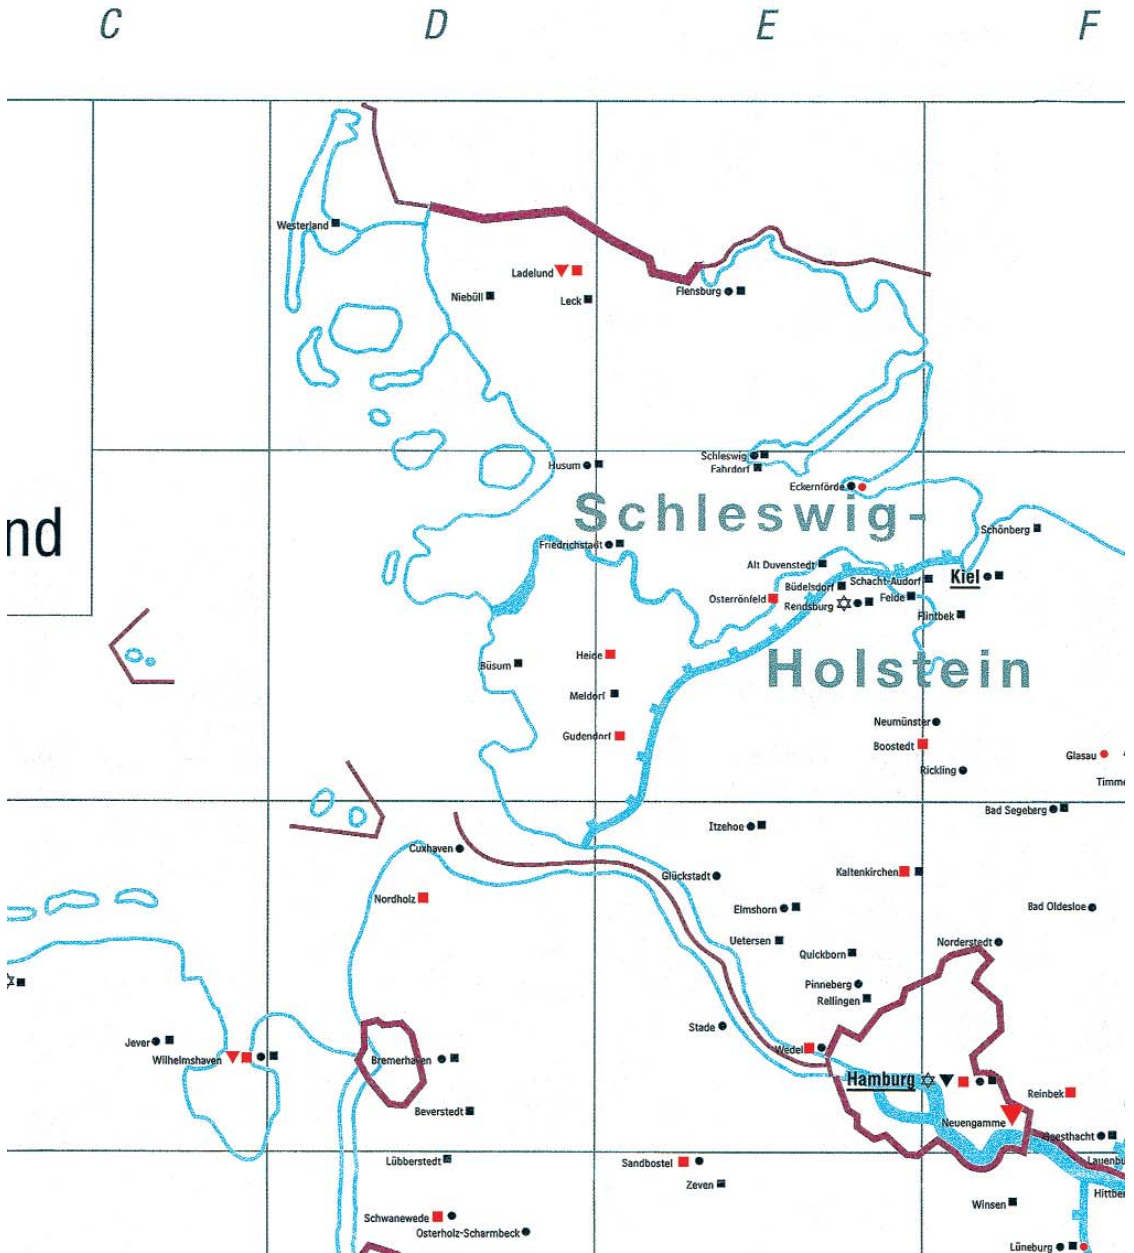 C D E F
Westerland
Ladelund
Niebüll
Leck
Flensburg
Husum
Schleswig
Fahrdorf
Eckernförde
Schleswig-
nd
Schönberg
Friedrichstadt
Alt Duvenstedt
Kiel
Schacht-Audorf
Büdelsdorf
Osterrönfeld
Felde
Rendsburg
Flintbek
Heide
Büsum
Holstein
Meldorf
Neumünster
Gudendorf
Boostedt
Glasau
Rickling
Timme
Bad Segeberg
Itzehoe
Cuxhaven
Glückstadt
Kaltenkirchen
Nordholz
Elmshorn
Bad Oldesloe
Uetersen
Norderstedt
Quickborn
Pinneberg
Rellingen
Stade
Jever
Wedel
Wilhelmshaven
Bremerhaven
Hamburg
Reinbek
Beverstedt
Neuengamme
Geesthacht
Lübberstedt
Sandbostel
Lauenbu
Zeven
Hittber
Winsen
Schwanewede
Osterholz-Scharmbeck
Lüneburg